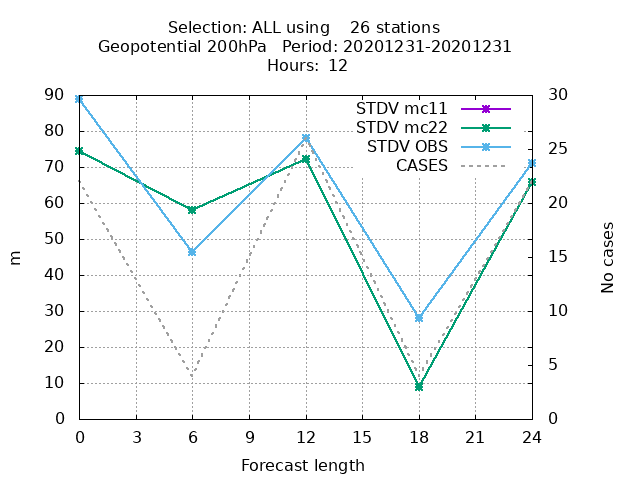 Selection: ALL using    26 stations
Geopotential 200hPa   Period: 20201231-20201231
Hours:  12
90
80
70
60
50
40
30
20
10
0
m
STDV mc11
STDV mc22
STDV OBS
CASES
30
25
20
15
10
5
0
No cases
0 3 6 9 12 15 18 21 24
Forecast length